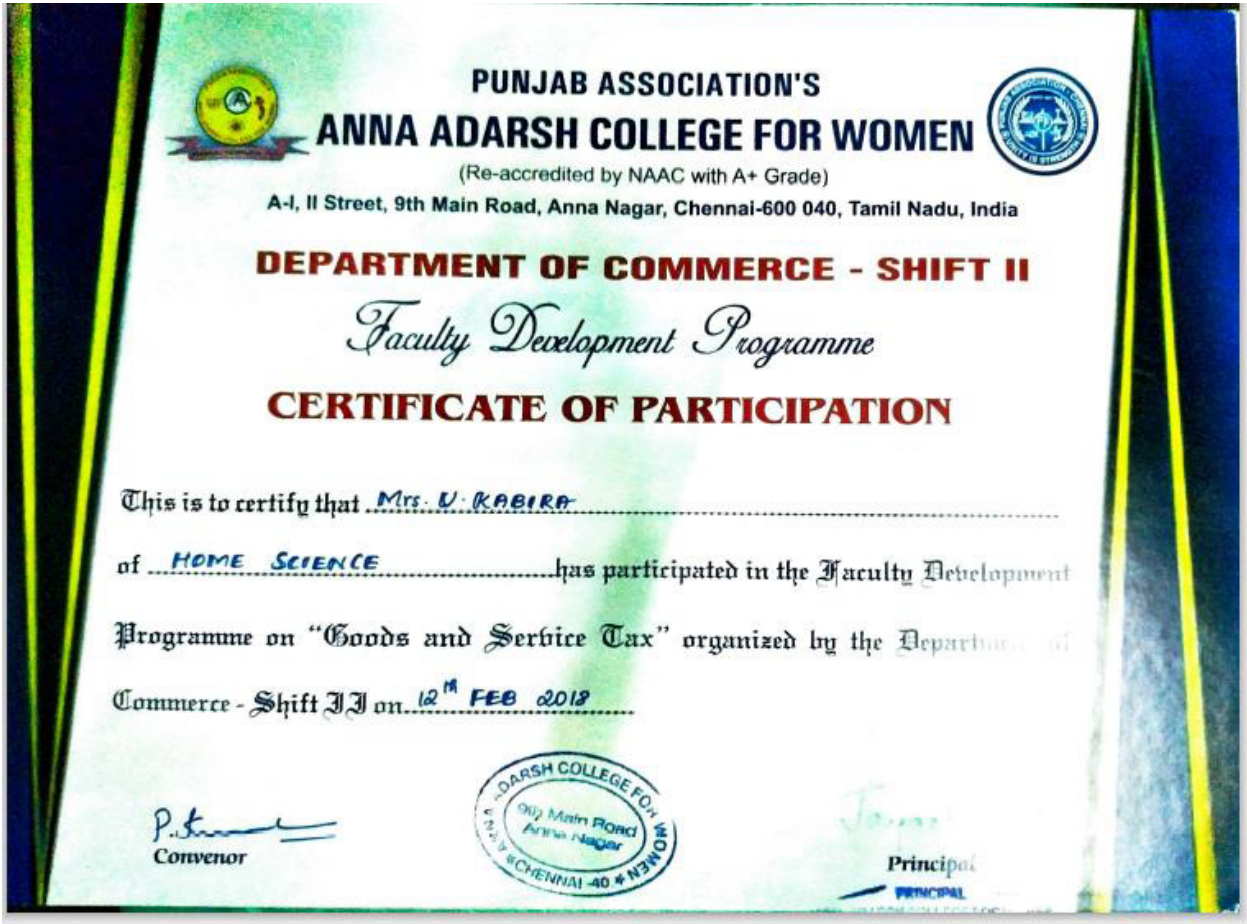 PUNJAB ASSOCIATION'S
ANNA ADARSH COLLEGE FOR WOMEN
(Re-accredited by NAAC with A+ Grade)
A-I, II Street, 9th Main Road, Anna Nagar, Chennai-600 040, Tamil Nadu, India
DEPARTMENT OF COMMERCE - SHIFT II
Faculty Development Programme
CERTIFICATE OF PARTICIPATION
This is to certify that Mrs. U. KABIRA
of HOME SCIENCE has participated in the Faculty Development
Programme on “Goods and Service Tax” organized by the Department of
Commerce - Shift II on 12th FEB 2018
ANNA ADARSH COLLEGE FOR WOMEN
9th Main Road
Anna Nagar
CHENNAI -40
Convenor
Principal
PRINCIPAL